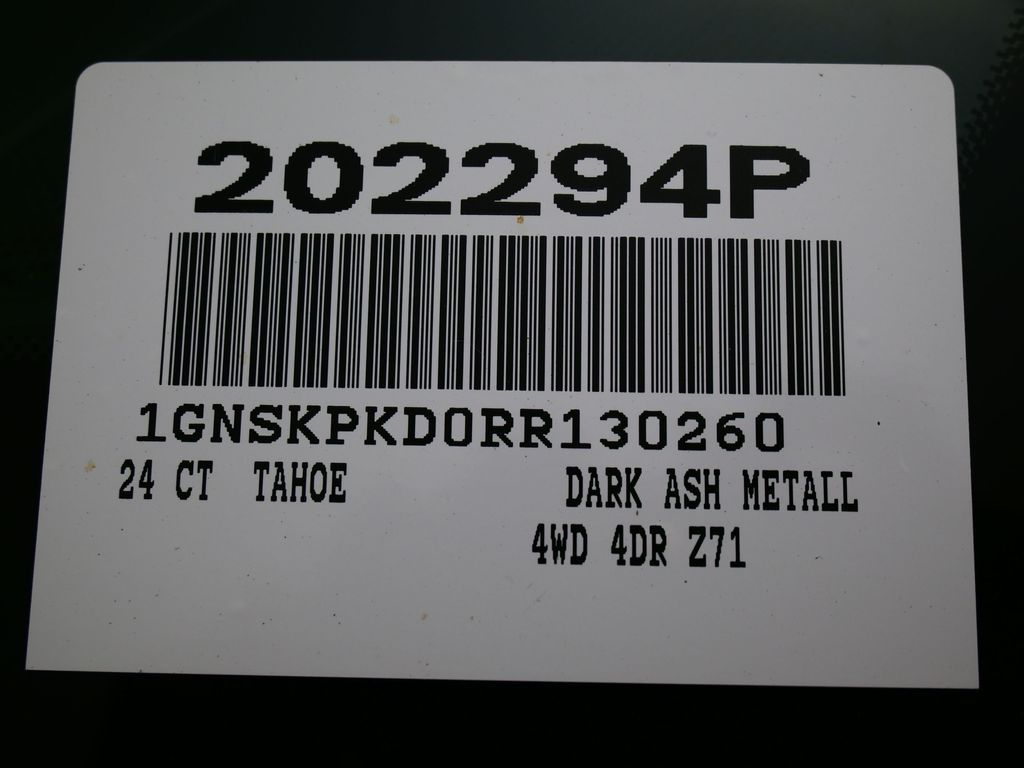 202294P
1GNSKPKD0RR130260
24 CT TAHOE DARK ASH METALL
4WD 4DR Z71